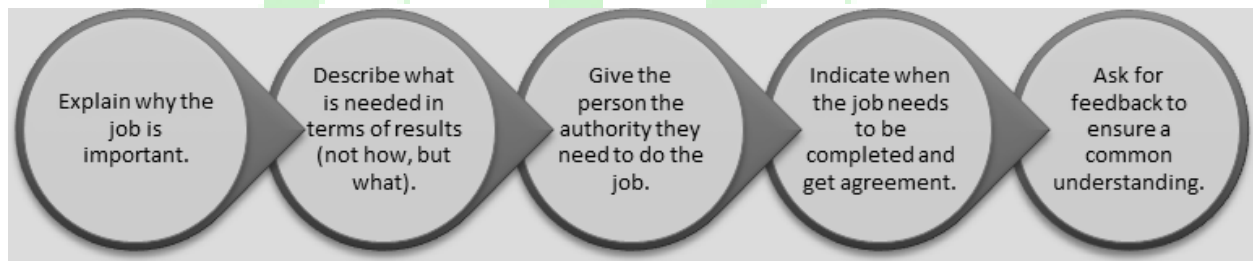 Explain why the
job is
important.
Describe what
is needed in
terms of results
(not how, but
what).
Give the
person the
authority they
need to do the
job.
Indicate when
the job needs
to be
completed and
get agreement.
Ask for
feedback to
ensure a
common
understanding.